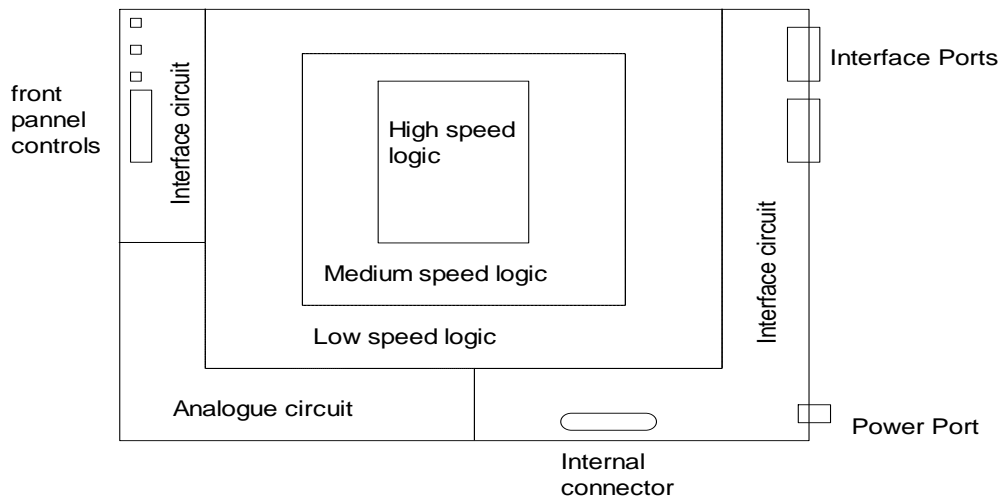 front
pannel
controls
Interface circuit
High speed
logic
Medium speed logic
Low speed logic
Analogue circuit
Interface circuit
Interface Ports
Power Port
Internal
connector